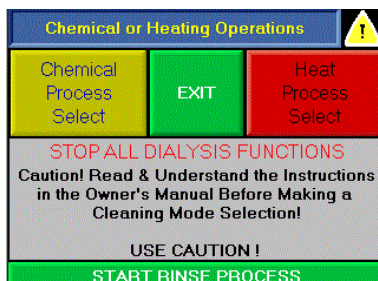 Chemical or Heating Operations
!
Chemical
Process
Select
EXIT
Heat
Process
Select
STOP ALL DIALYSIS FUNCTIONS
Caution! Read & Understand the Instructions
in the Owner's Manual Before Making a
Cleaning Mode Selection!
USE CAUTION !
START RINSE PROCESS